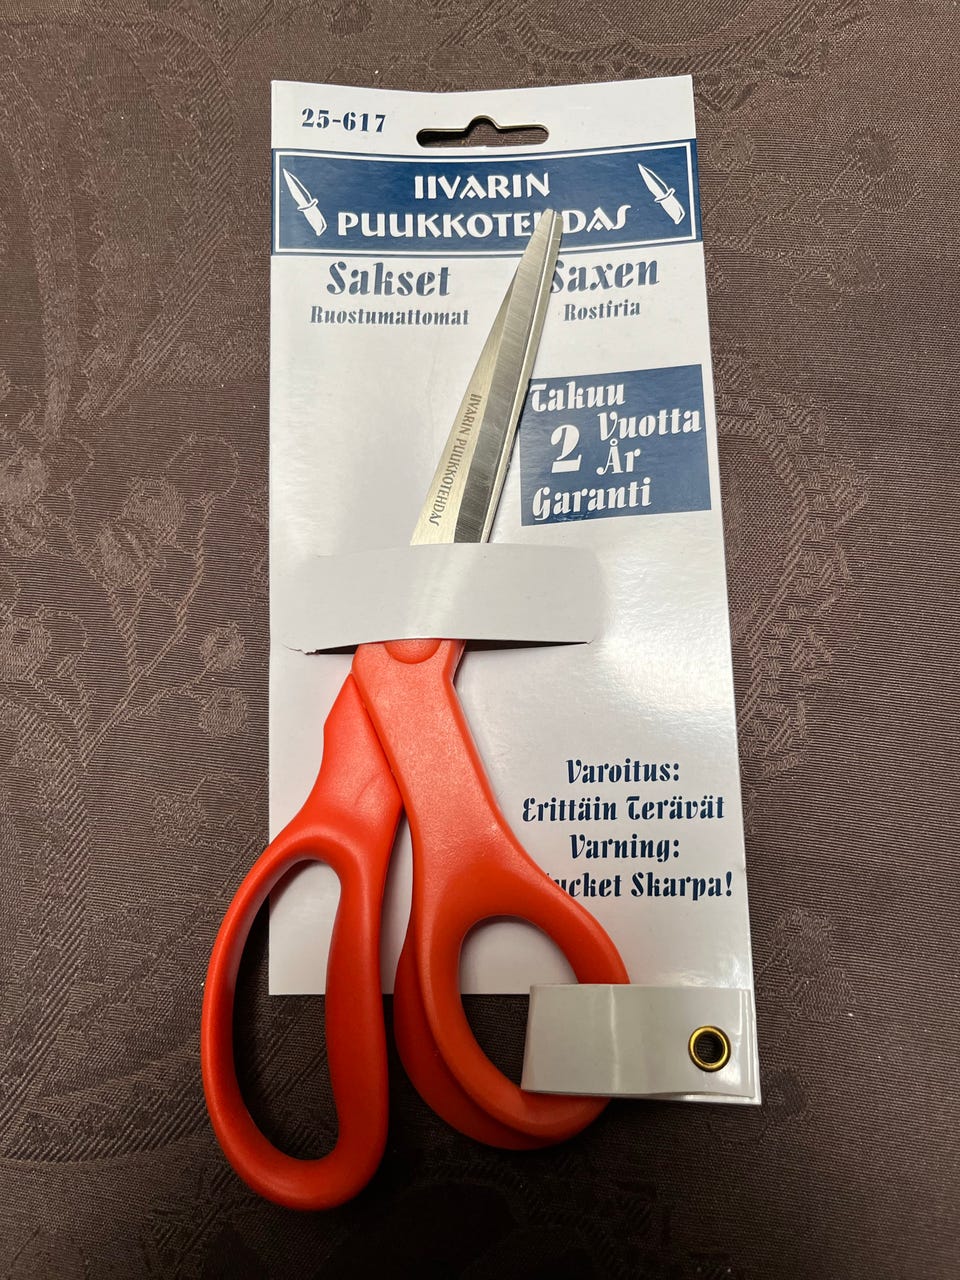 25-617
IIVARIN
PUUKKOTEHDAS
Sakset
Saxen
Ruostumattomat
Rostfria
IIVARIN PUUKKOTEHDAS
Takuu
2 Vuotta
År
Garanti
Varoitus:
Erittäin Terävät
Varning:
Mycket Skarpa!